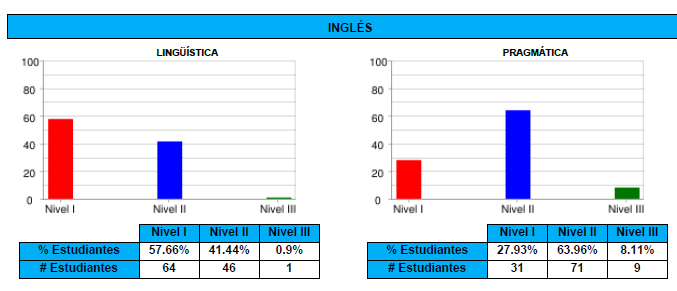 INGLÉS
LINGÜÍSTICA
100
80
60
40
20
0
Nivel I Nivel II Nivel III
Nivel I Nivel II Nivel III
% Estudiantes 57.66% 41.44% 0.9%
# Estudiantes 64 46 1
PRAGMÁTICA
100
80
60
40
20
0
Nivel I Nivel II Nivel III
Nivel I Nivel II Nivel III
% Estudiantes 27.93% 63.96% 8.11%
# Estudiantes 31 71 9